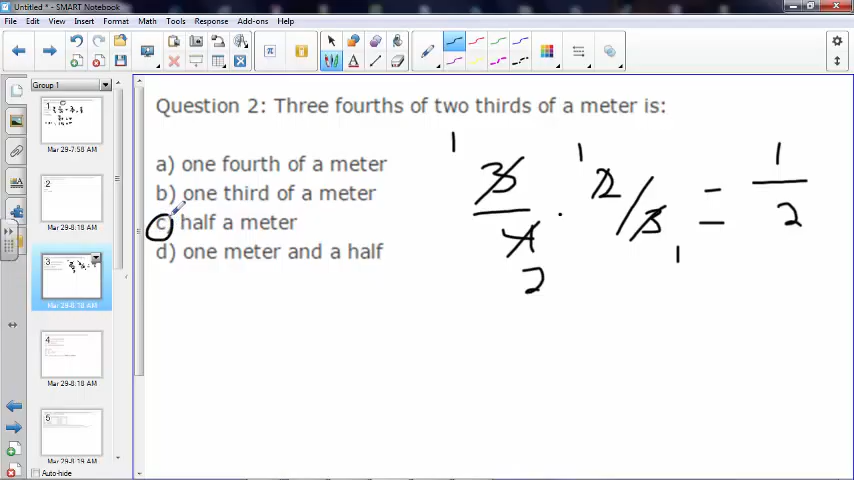 Untitled * - SMART Notebook
File Edit View Insert Format Math Tools Response Add-ons Help
Group 1
1
Mar 29-7:58 AM
2
Mar 29-8:18 AM
3
Mar 29-8:18 AM
4
Mar 29-8:18 AM
5
Mar 29-8:19 AM
Auto-hide
Question 2: Three fourths of two thirds of a meter is:
a) one fourth of a meter
b) one third of a meter
c) half a meter
d) one meter and a half
1 1 1
3/4 · 2/3 = 1/2
2